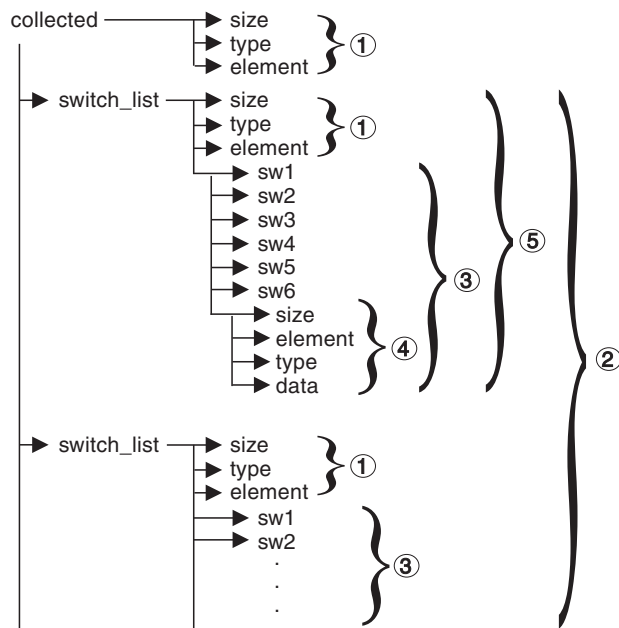 collected
size
type
element
①
switch_list
size
type
element
①
sw1
sw2
sw3
sw4
sw5
sw6
size
element
type
data
④
③
⑤
②
switch_list
size
type
element
①
sw1
sw2
.
.
.
③